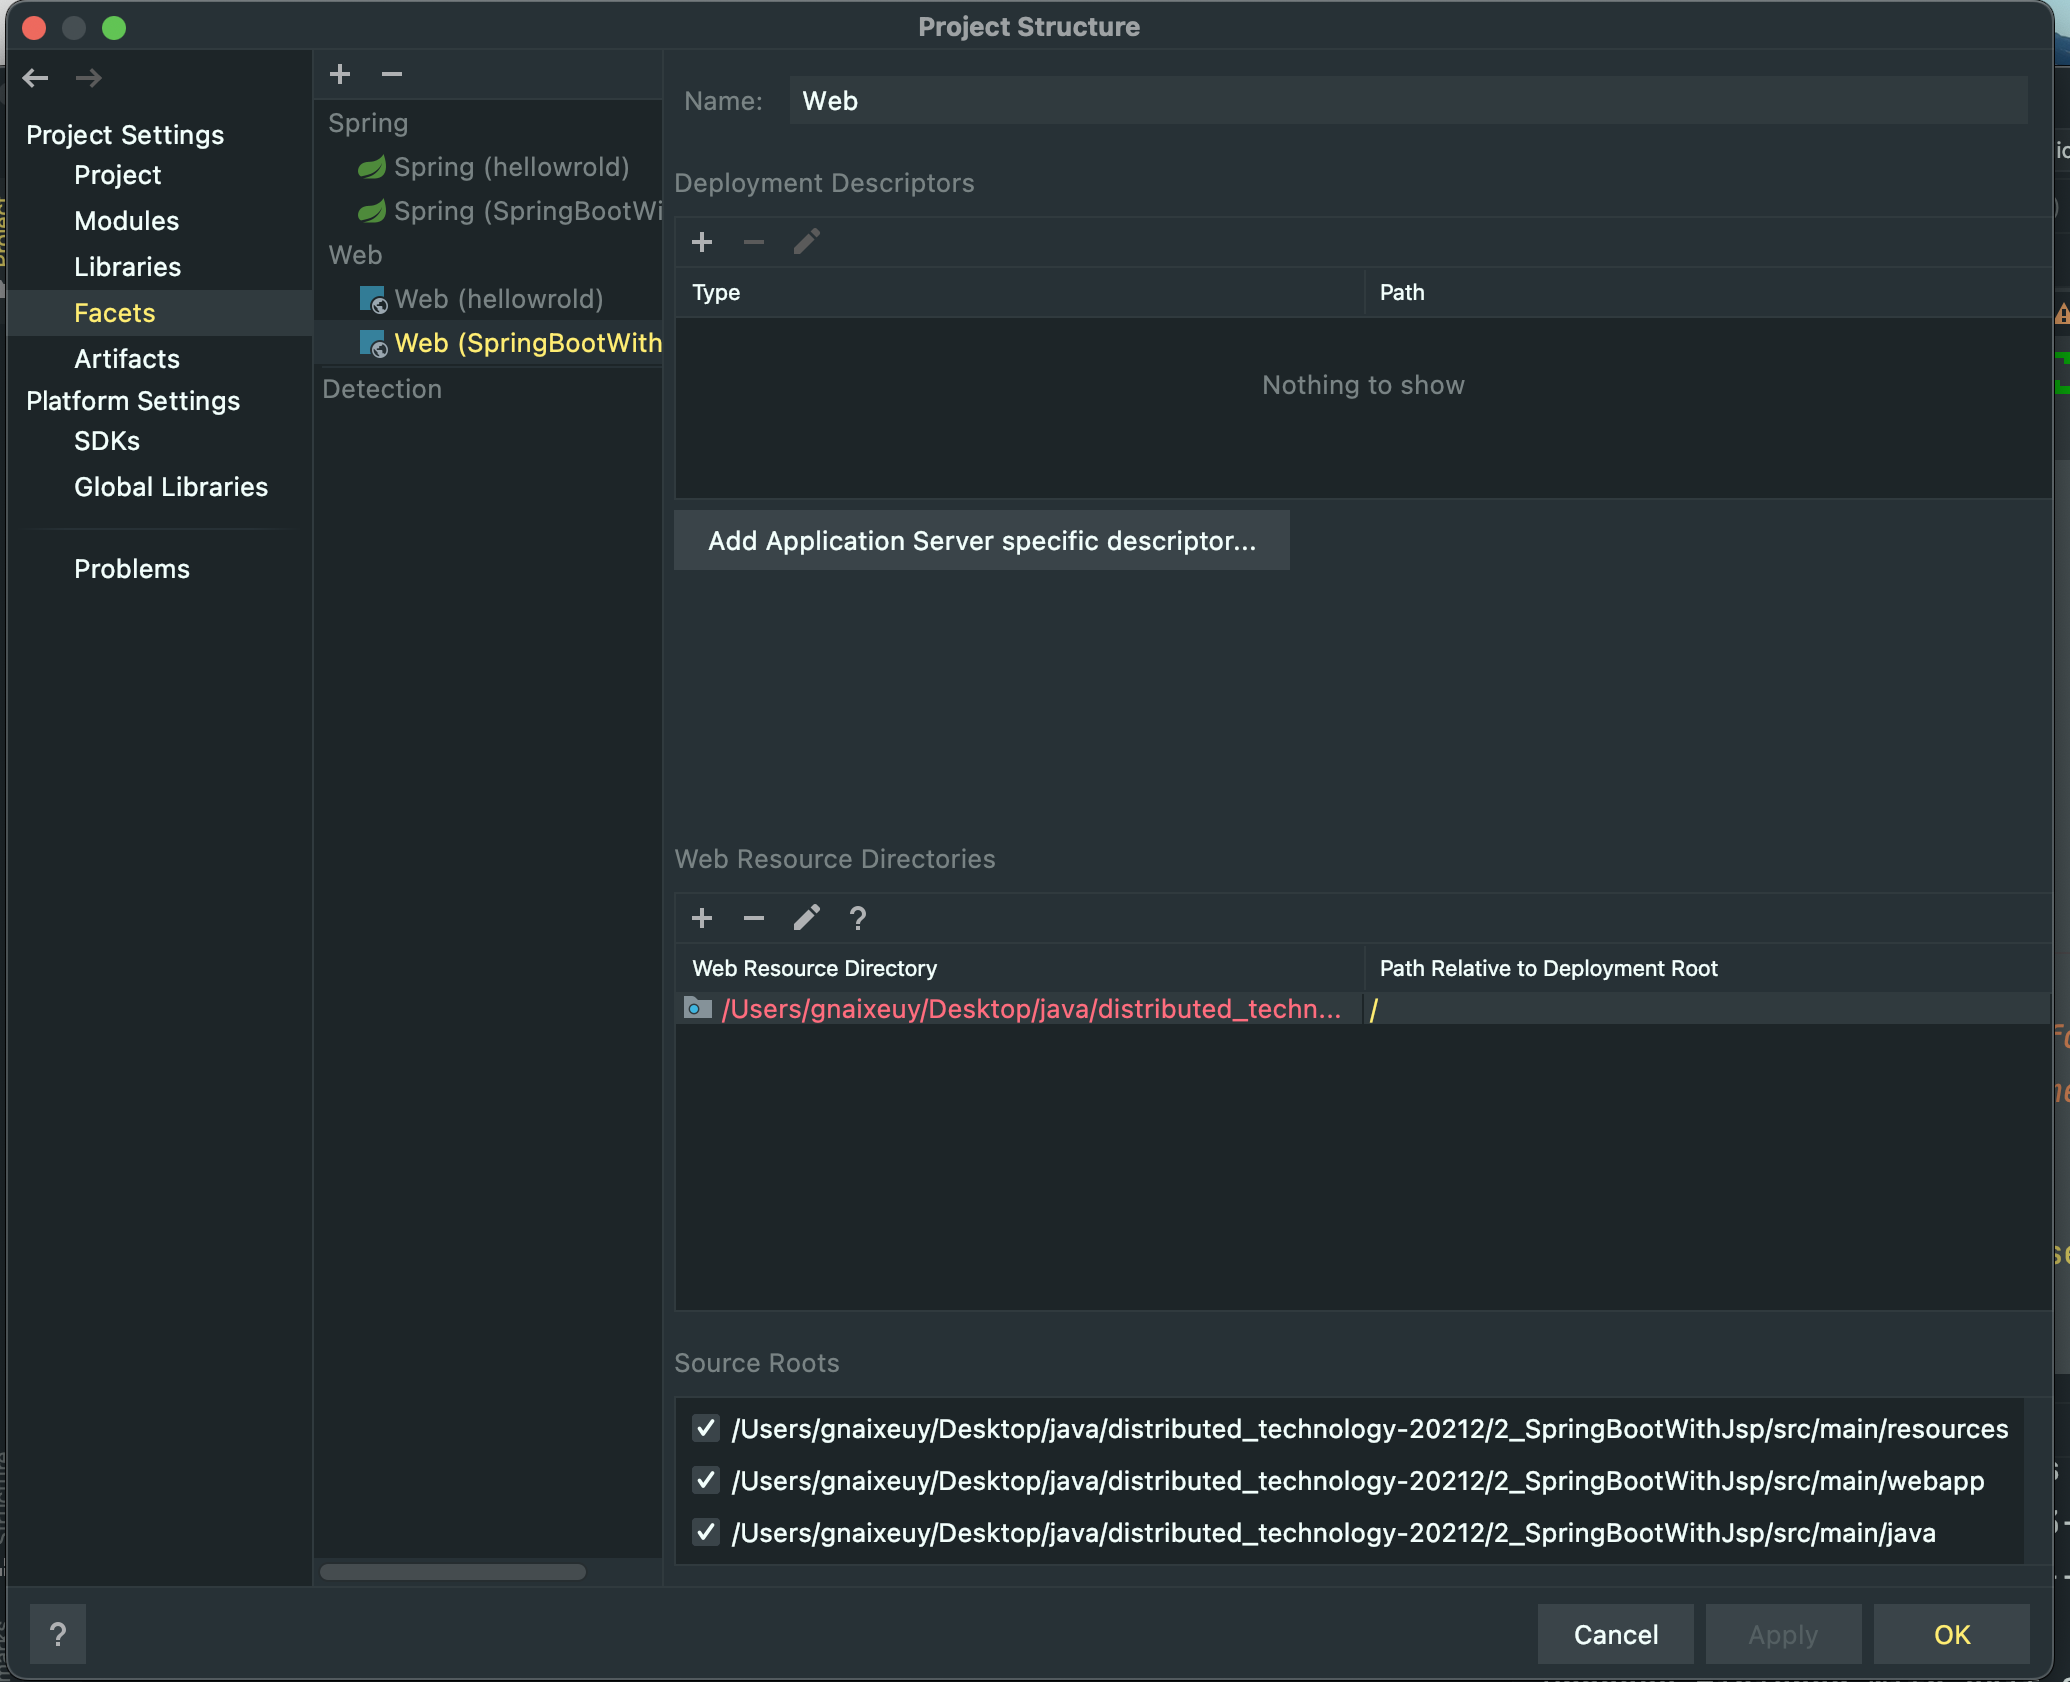 Project Structure
Project Settings
Project
Modules
Libraries
Facets
Artifacts
Platform Settings
SDKs
Global Libraries
Problems
Spring
Spring (hellowrold)
Spring (SpringBootWi
Web
Web (hellowrold)
Web (SpringBootWith
Detection
Name: Web
Deployment Descriptors
Type Path
Nothing to show
Add Application Server specific descriptor...
Web Resource Directories
?
Web Resource Directory Path Relative to Deployment Root
/Users/gnaixeuy/Desktop/java/distributed_techn... /
Source Roots
/Users/gnaixeuy/Desktop/java/distributed_technology-20212/2_SpringBootWithJsp/src/main/resources
/Users/gnaixeuy/Desktop/java/distributed_technology-20212/2_SpringBootWithJsp/src/main/webapp
/Users/gnaixeuy/Desktop/java/distributed_technology-20212/2_SpringBootWithJsp/src/main/java
? Cancel Apply OK